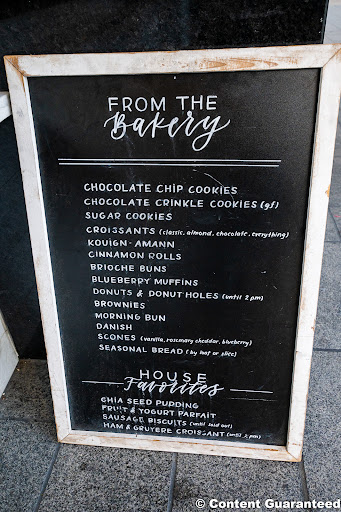 FROM THE
Bakery
CHOCOLATE CHIP COOKIES
CHOCOLATE CRINKLE COOKIES (gf)
SUGAR COOKIES
CROISSANTS (classic, almond, chocolate, everything)
KOUIGN-AMANN
CINNAMON ROLLS
BRIOCHE BUNS
BLUEBERRY MUFFINS
DONUTS & DONUT HOLES (until 2 pm)
BROWNIES
MORNING BUN
DANISH
SCONES (vanilla, rosemary cheddar, blueberry)
SEASONAL BREAD (by loaf or slice)
HOUSE
Favorites
CHIA SEED PUDDING
FRUIT & YOGURT PARFAIT
SAUSAGE BISCUITS (until sold out)
HAM & GRUYERE CROISSANT (until 2 pm)
© Content Guaranteed